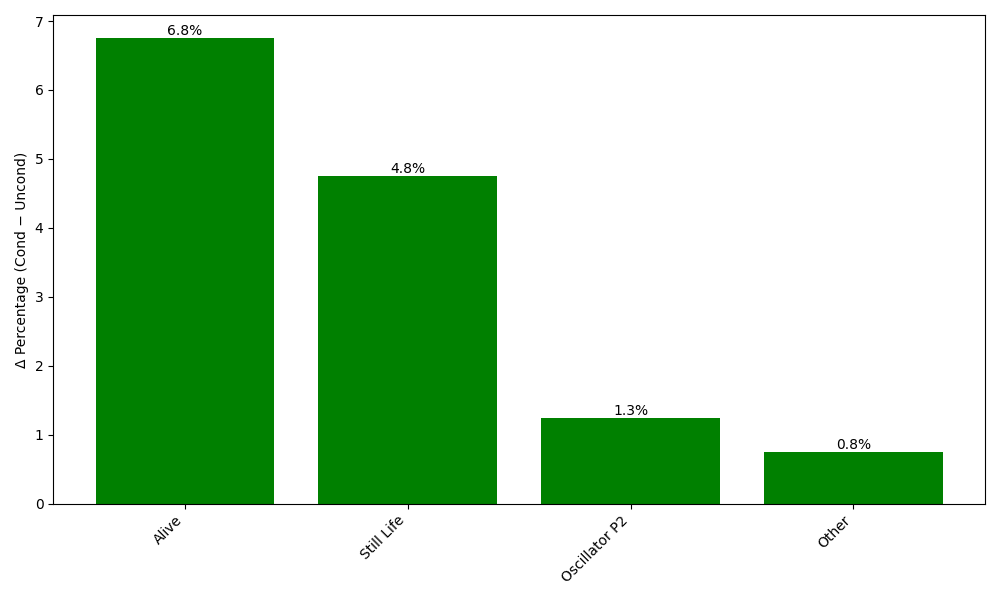 Δ Percentage (Cond − Uncond)
7
6
5
4
3
2
1
0
6.8%
4.8%
1.3%
0.8%
Alive
Still Life
Oscillator P2
Other